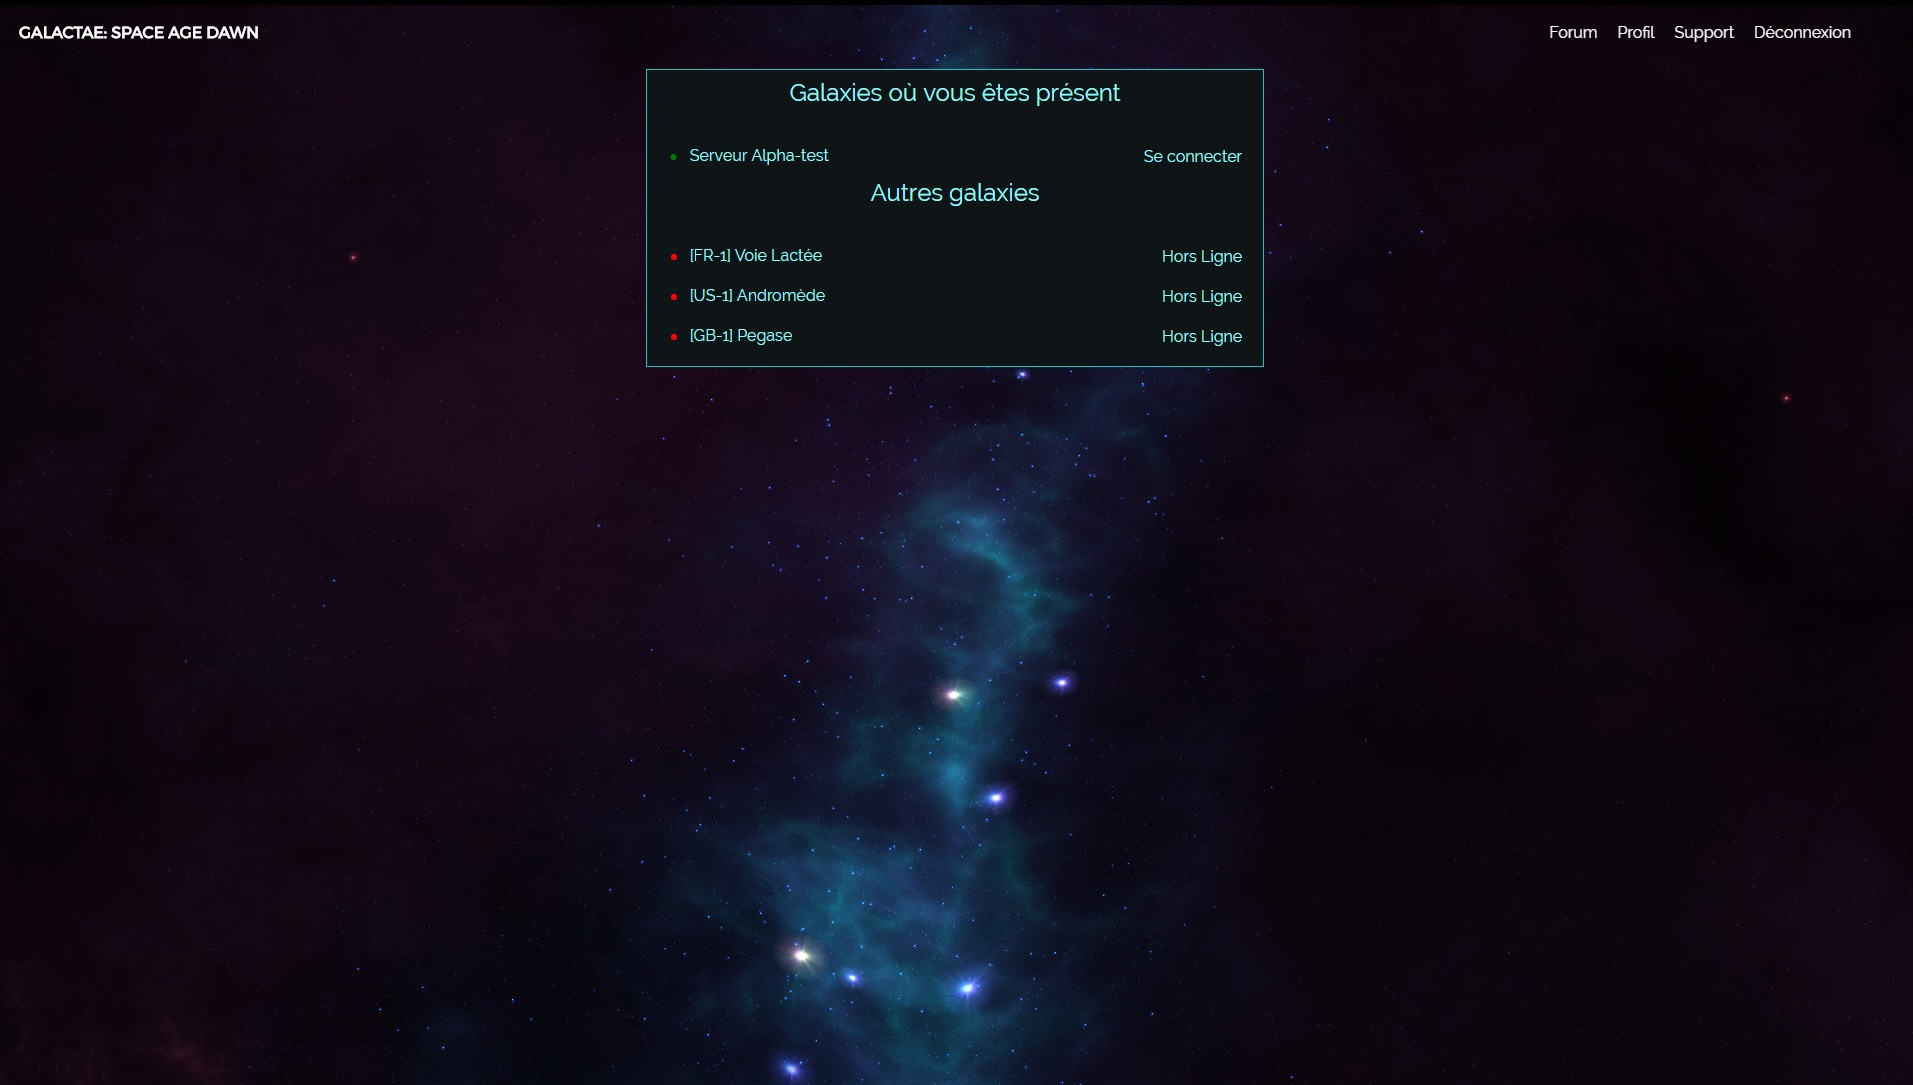 GALACTAE: SPACE AGE DAWN
Forum Profil Support Déconnexion
Galaxies où vous êtes présent
Serveur Alpha-test Se connecter
Autres galaxies
[FR-1] Voie Lactée Hors Ligne
[US-1] Andromède Hors Ligne
[GB-1] Pegase Hors Ligne